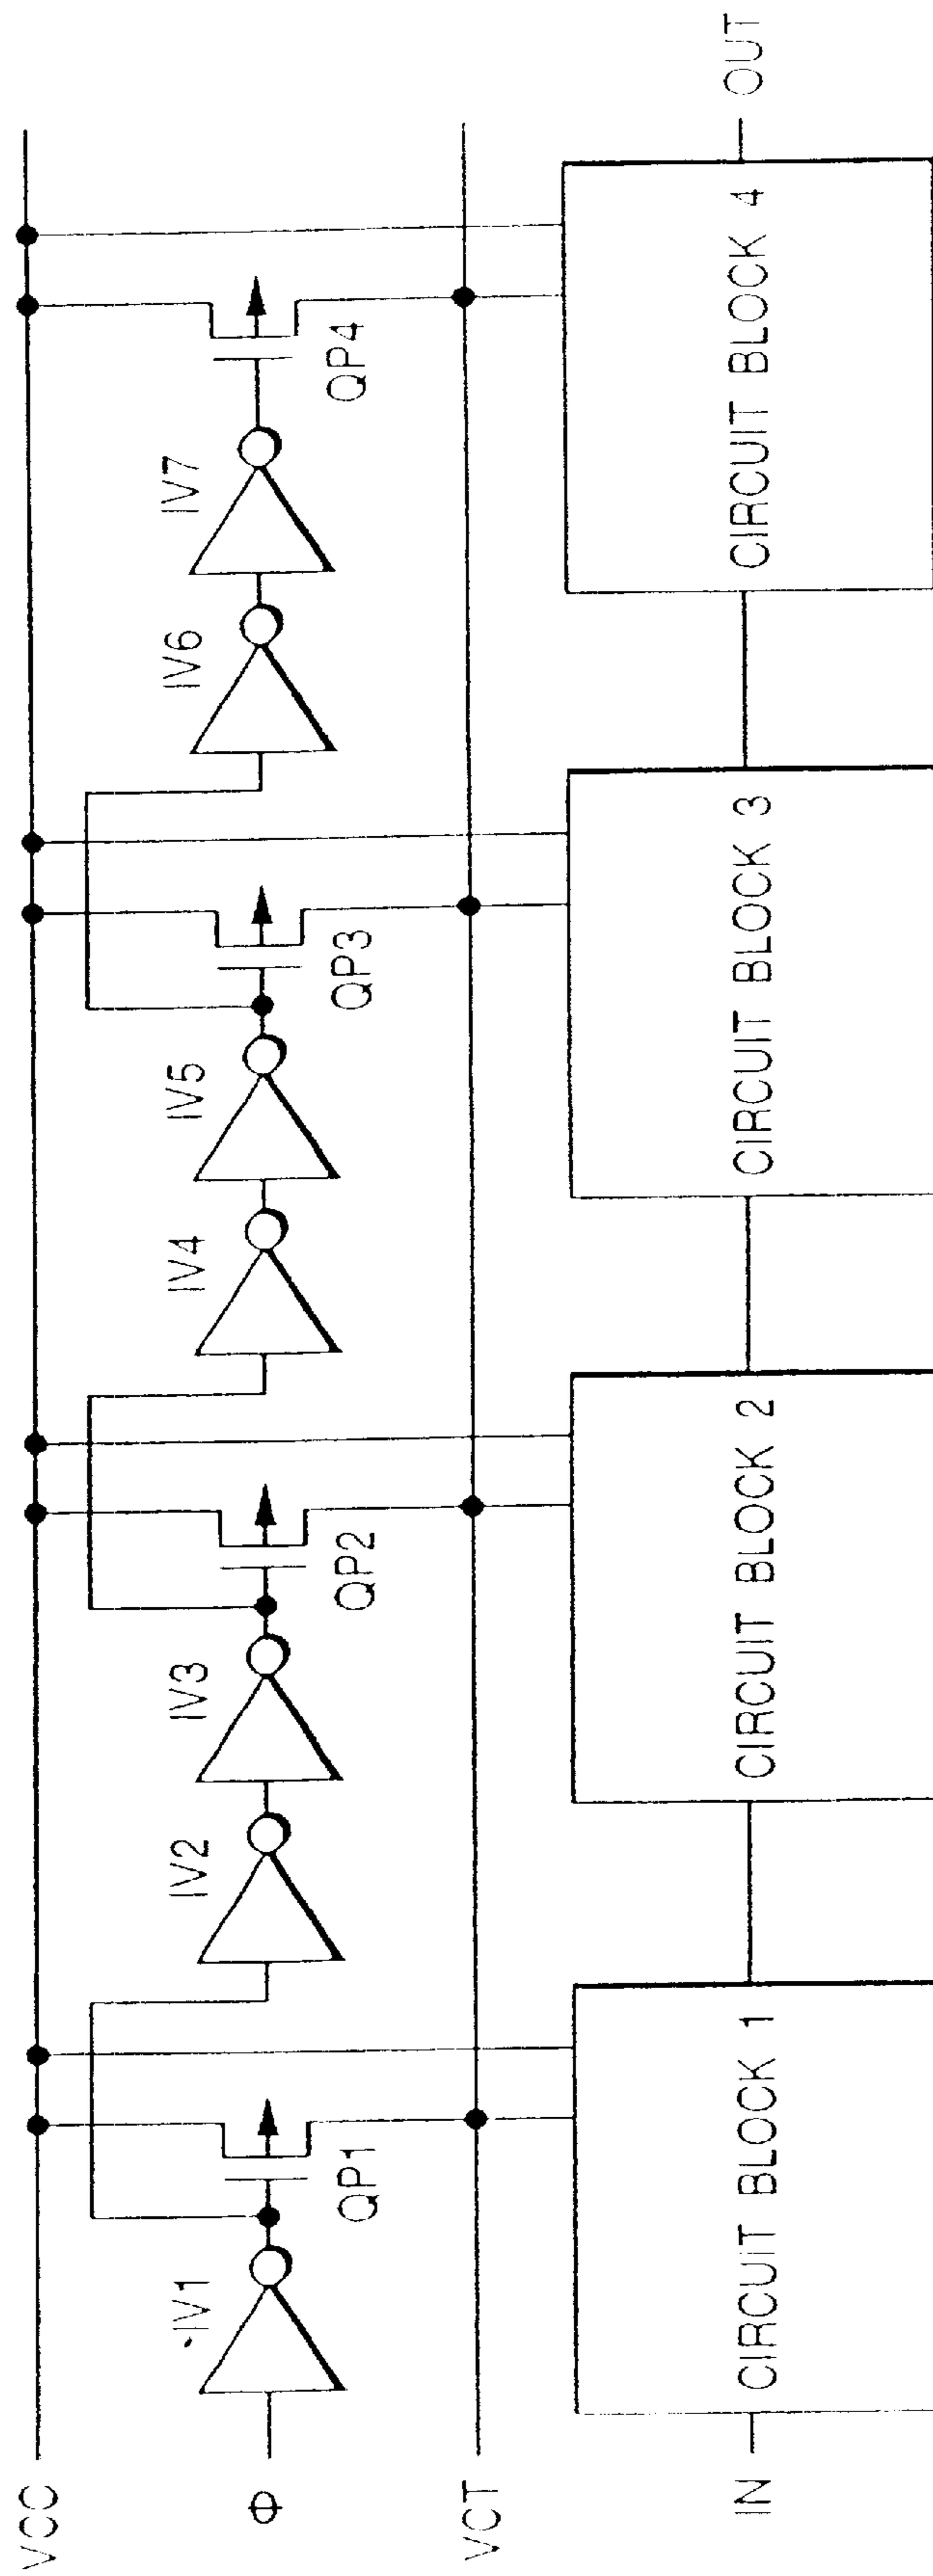 VCC
Φ
VCT
IN
IV1
QP1
IV2
IV3
QP2
IV4
IV5
QP3
IV6
IV7
QP4
CIRCUIT BLOCK 1
CIRCUIT BLOCK 2
CIRCUIT BLOCK 3
CIRCUIT BLOCK 4
OUT